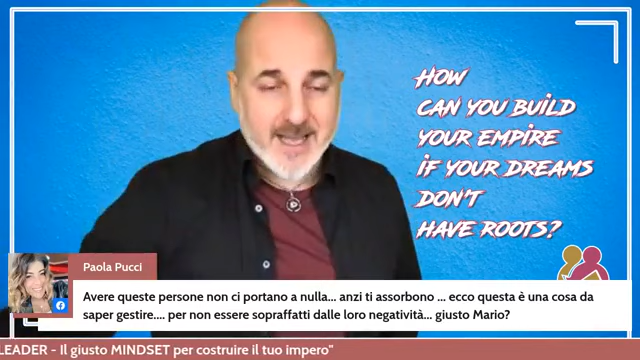 HOW
CAN YOU BUILD
YOUR EMPIRE
IF YOUR DREAMS
DON'T
HAVE ROOTS?
Paola Pucci
Avere queste persone non ci portano a nulla... anzi ti assorbono ... ecco questa è una cosa da
saper gestire.... per non essere sopraffatti dalle loro negatività... giusto Mario?
LEADER - Il giusto MINDSET per costruire il tuo impero"